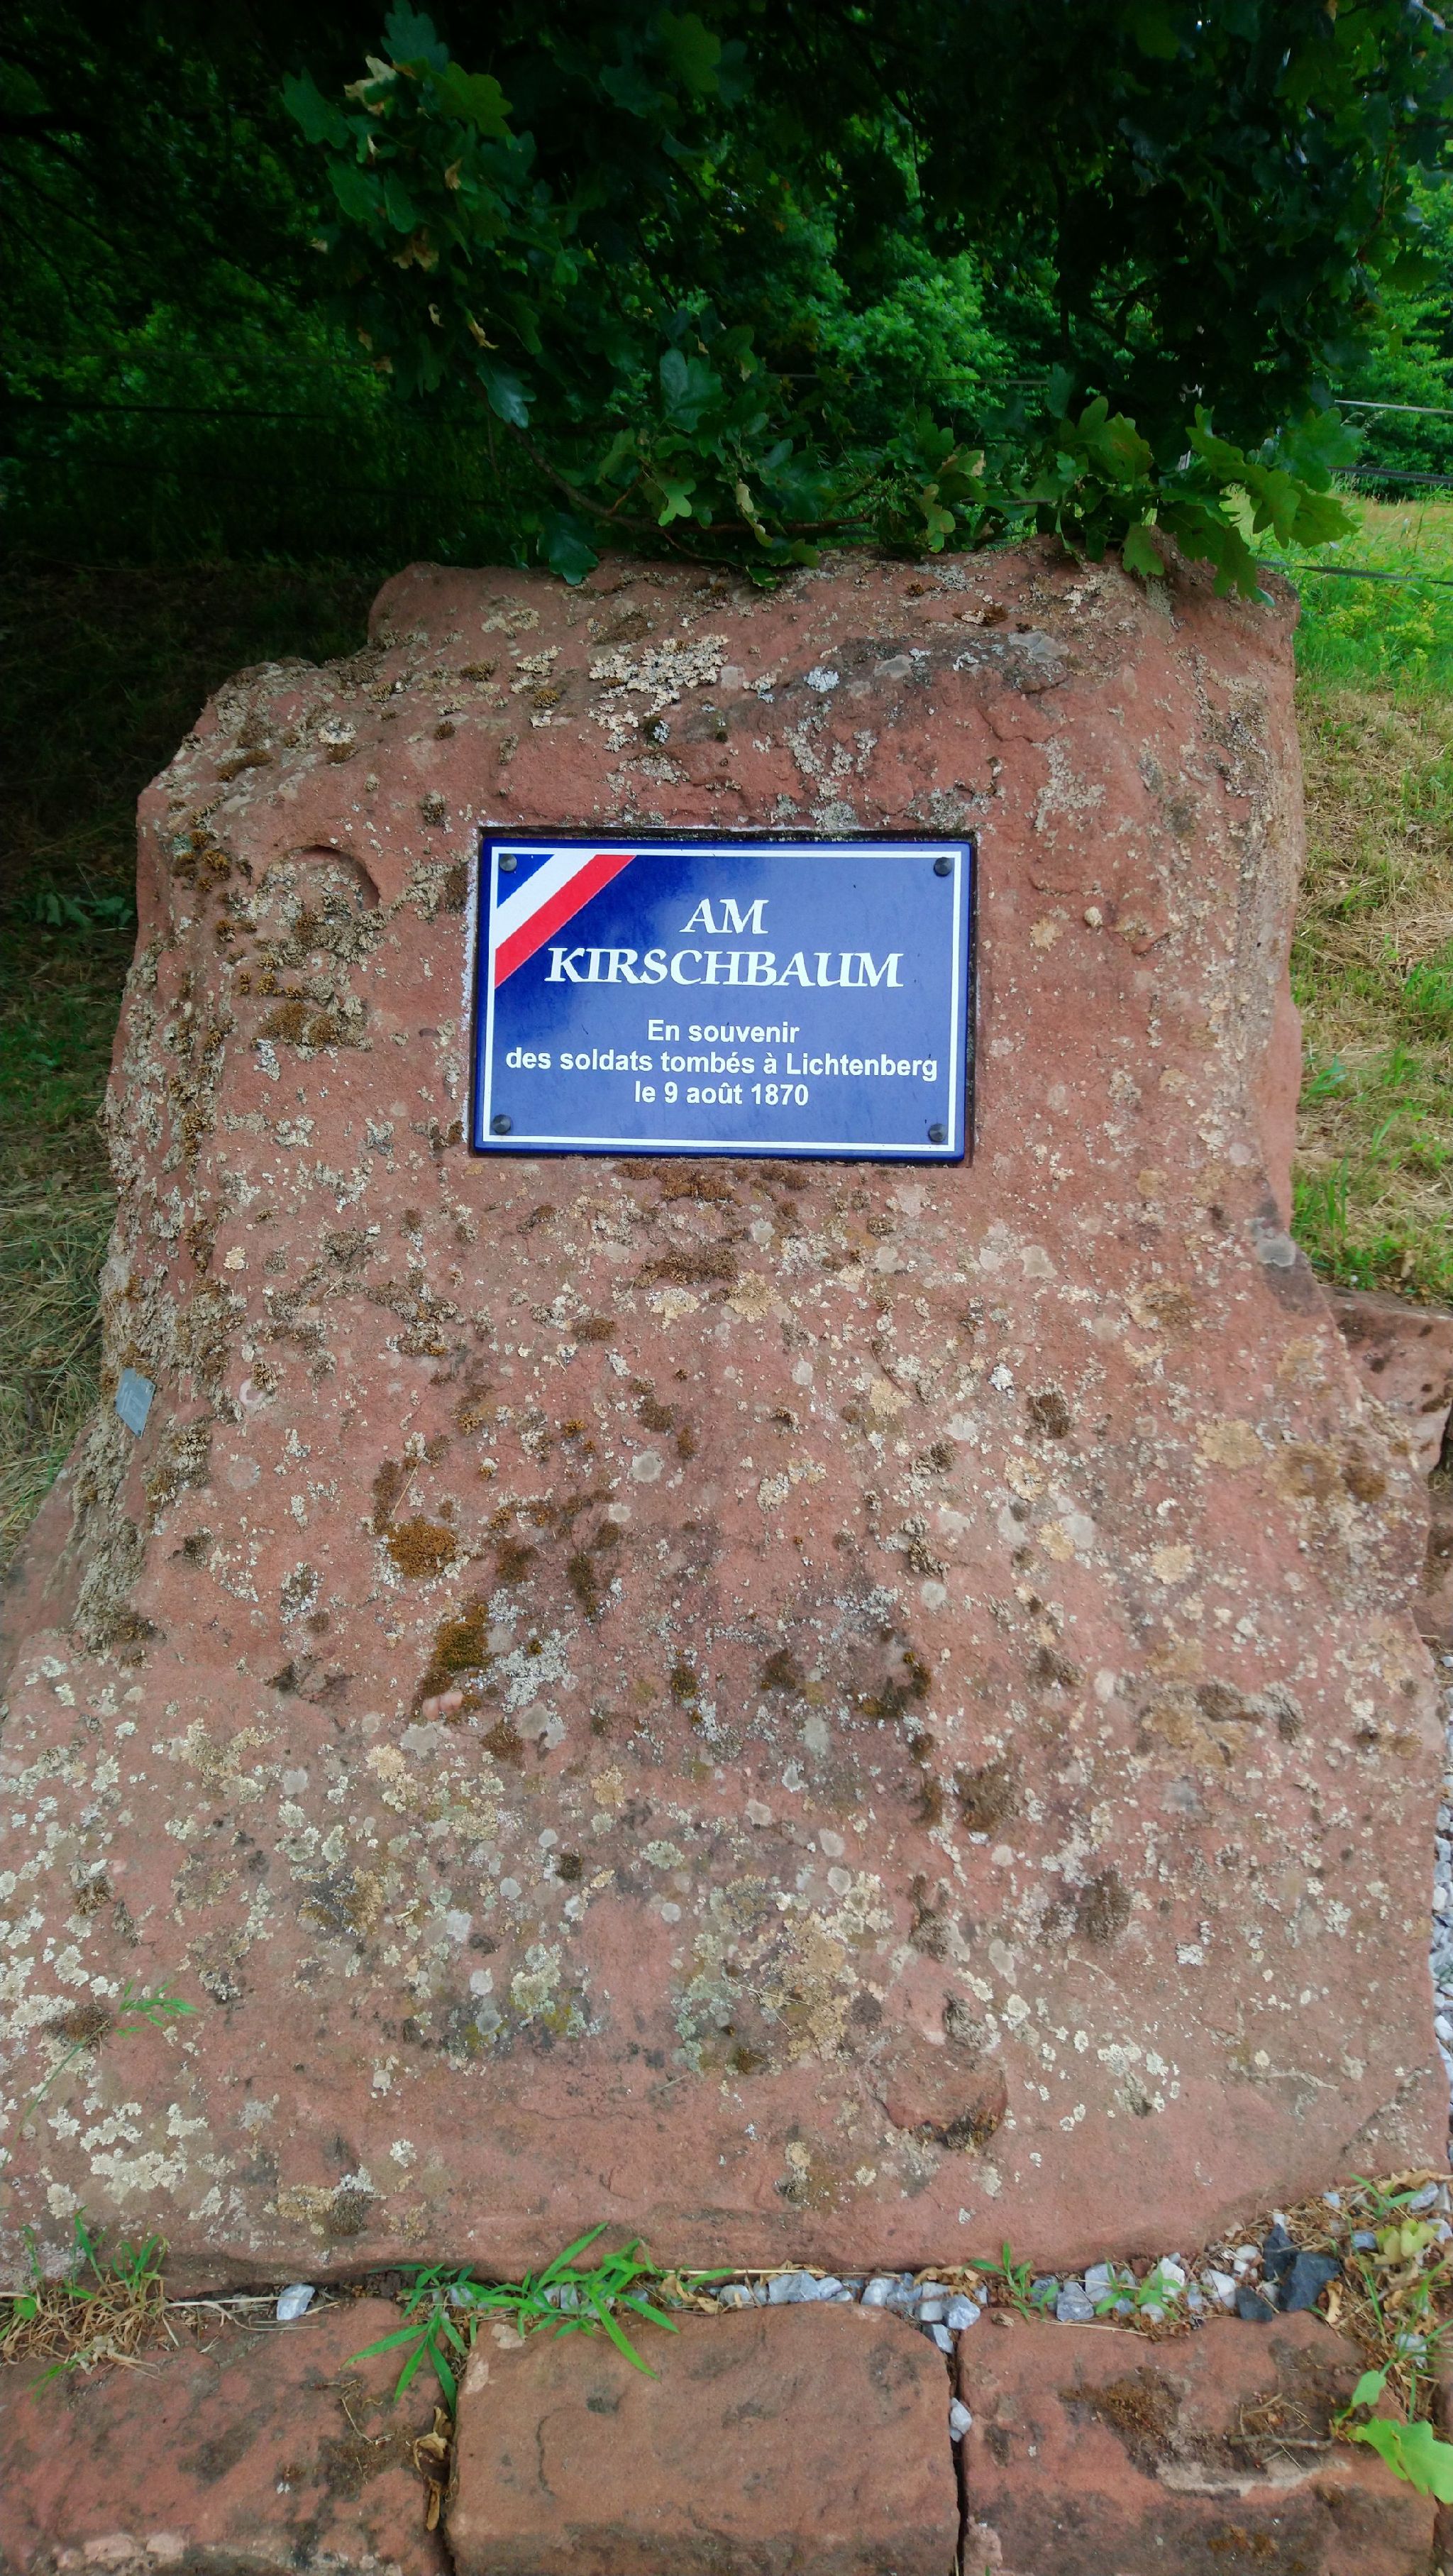 AM
KIRSCHBAUM
En souvenir
des soldats tombés à Lichtenberg
le 9 août 1870